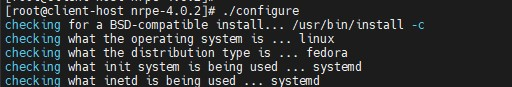 [root@client-host nrpe-4.0.2]# ./configure
checking for a BSD-compatible install... /usr/bin/install -c
checking what the operating system is ... linux
checking what the distribution type is ... fedora
checking what init system is being used ... systemd
checking what inetd is being used ... systemd